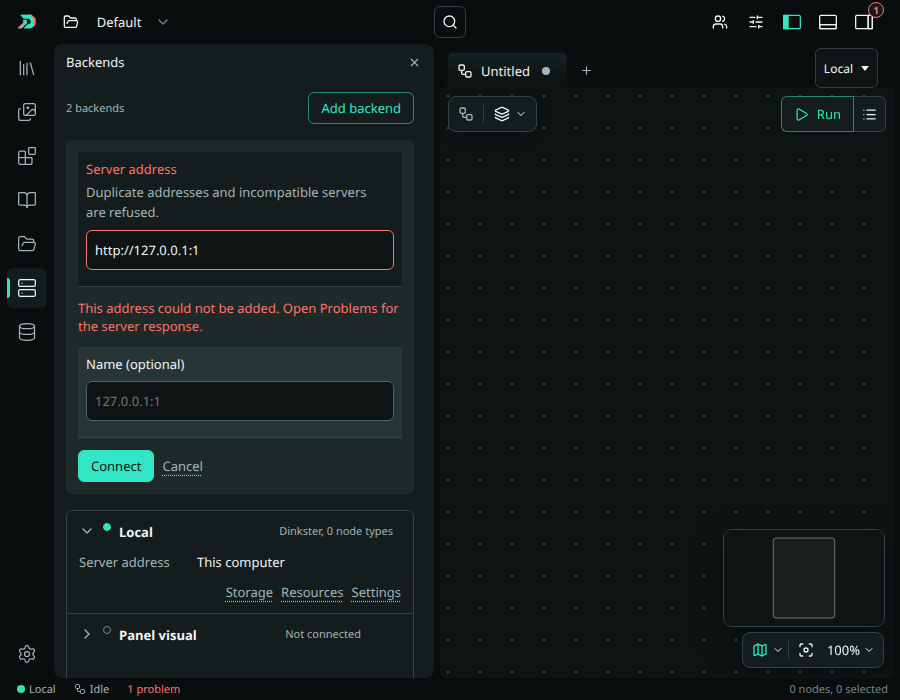 Default
1
Backends
2 backends
Add backend
Server address
Duplicate addresses and incompatible servers
are refused.
http://127.0.0.1:1
This address could not be added. Open Problems for
the server response.
Name (optional)
127.0.0.1:1
Connect
Cancel
Local
Dinkster, 0 node types
Server address
This computer
Storage
Resources
Settings
Panel visual
Not connected
Untitled
Local
Run
100%
Local
Idle
1 problem
0 nodes, 0 selected